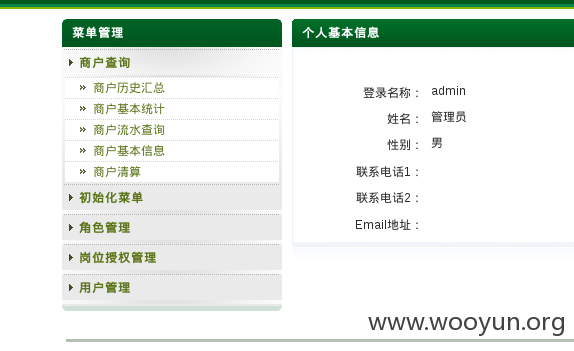 菜单管理
商户查询
商户历史汇总
商户基本统计
商户流水查询
商户基本信息
商户清算
初始化菜单
角色管理
岗位授权管理
用户管理
个人基本信息
登录名称： admin
姓名： 管理员
性别： 男
联系电话1：
联系电话2：
Email地址：
www.wooyun.org